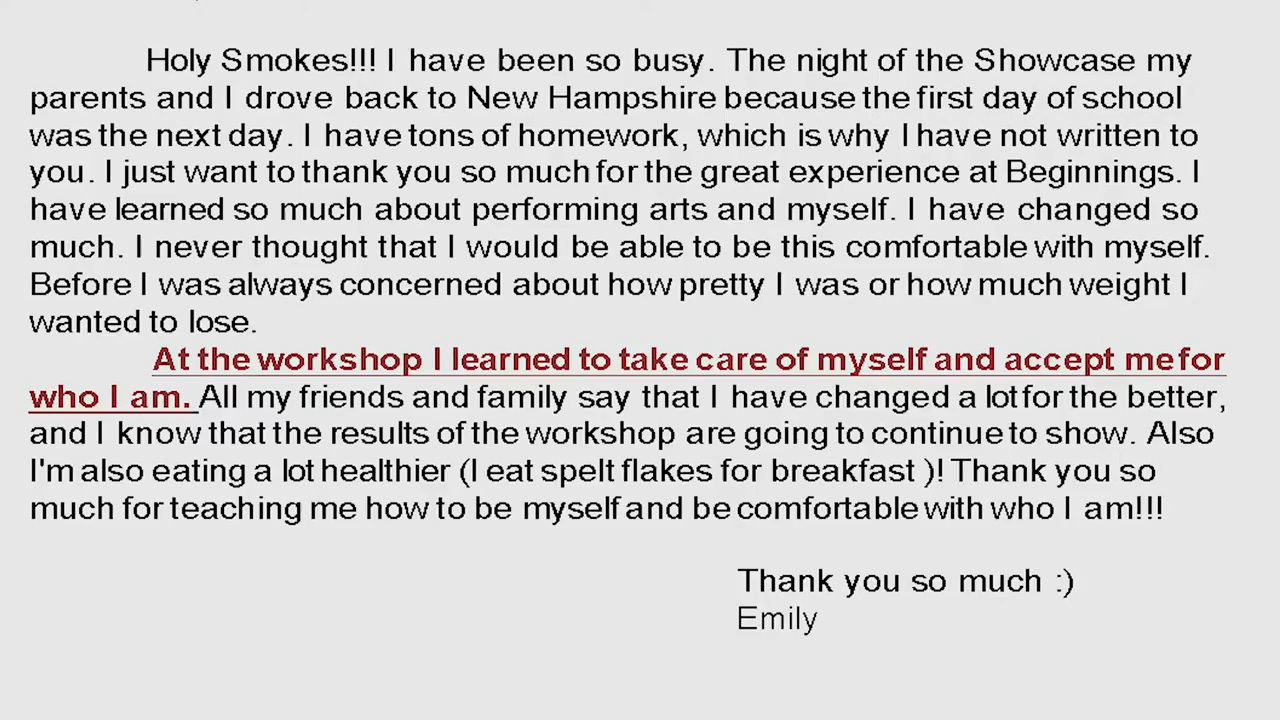 Holy Smokes!!! I have been so busy. The night of the Showcase my
parents and I drove back to New Hampshire because the first day of school
was the next day. I have tons of homework, which is why I have not written to
you. I just want to thank you so much for the great experience at Beginnings. I
have learned so much about performing arts and myself. I have changed so
much. I never thought that I would be able to be this comfortable with myself.
Before I was always concerned about how pretty I was or how much weight I
wanted to lose.
At the workshop I learned to take care of myself and accept me for
who I am. All my friends and family say that I have changed a lot for the better,
and I know that the results of the workshop are going to continue to show. Also
I'm also eating a lot healthier (I eat spelt flakes for breakfast )! Thank you so
much for teaching me how to be myself and be comfortable with who I am!!!
Thank you so much :)
Emily